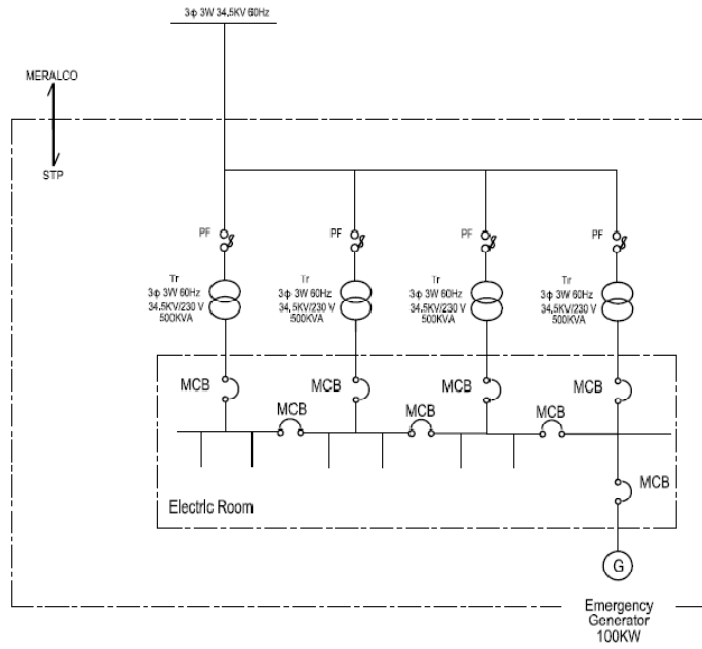 3φ 3W 34,5KV 60Hz
MERALCO
STP
PF
PF
PF
PF
Tr
3φ 3W 60Hz
34,5KV/230 V
500KVA
Tr
3φ 3W 60Hz
34,5KV/230 V
500KVA
Tr
3φ 3W 60Hz
34,5KV/230 V
500KVA
Tr
3φ 3W 60Hz
34,5KV/230 V
500KVA
MCB
MCB
MCB
MCB
MCB
MCB
MCB
MCB
Electric Room
G
Emergency
Generator
100KW